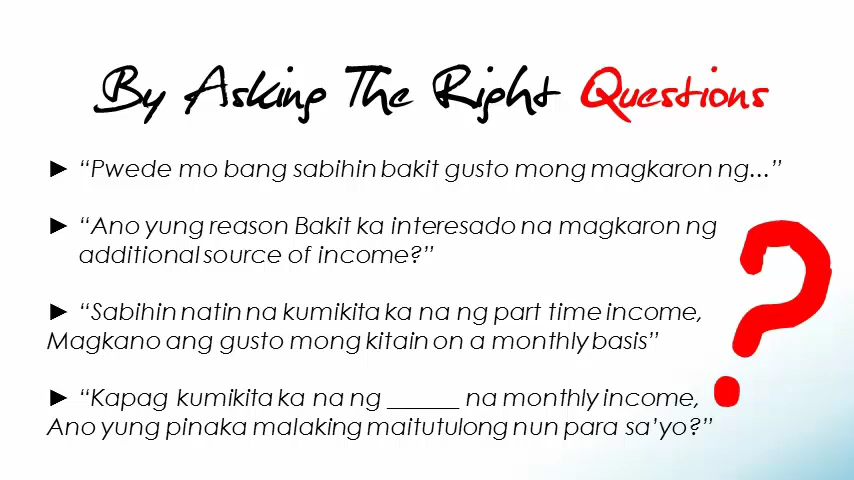 By Asking The Right Questions
► “Pwede mo bang sabihin bakit gusto mong magkaron ng...”
► “Ano yung reason Bakit ka interesado na magkaron ng
additional source of income?”
► “Sabihin natin na kumikita ka na ng part time income,
Magkano ang gusto mong kitain on a monthly basis”
► “Kapag kumikita ka na ng ______ na monthly income,
Ano yung pinaka malaking maitutulong nun para sa’yo?”
?